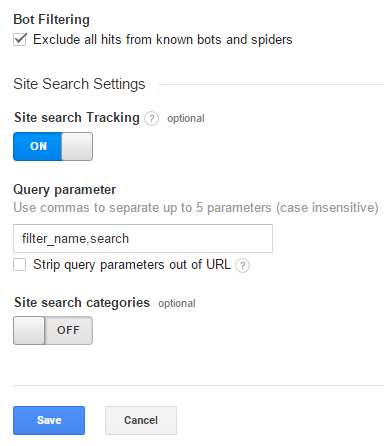 Bot Filtering
Exclude all hits from known bots and spiders
Site Search Settings
Site search Tracking ? optional
ON
Query parameter
Use commas to separate up to 5 parameters (case insensitive)
filter_name,search
Strip query parameters out of URL ?
Site search categories optional
OFF
Save Cancel